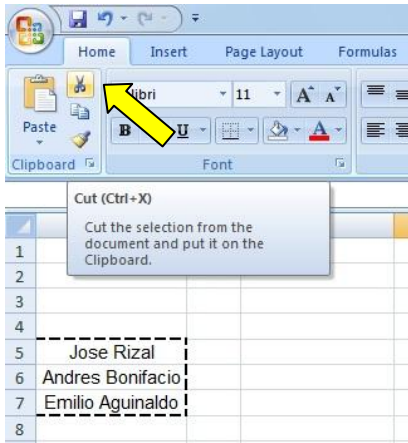 Home Insert Page Layout Formulas
11 A A
Paste B U A
Clipboard Font
Cut (Ctrl+X)
Cut the selection from the
document and put it on the
Clipboard.
1
2
3
4
5 Jose Rizal
6 Andres Bonifacio
7 Emilio Aguinaldo
8